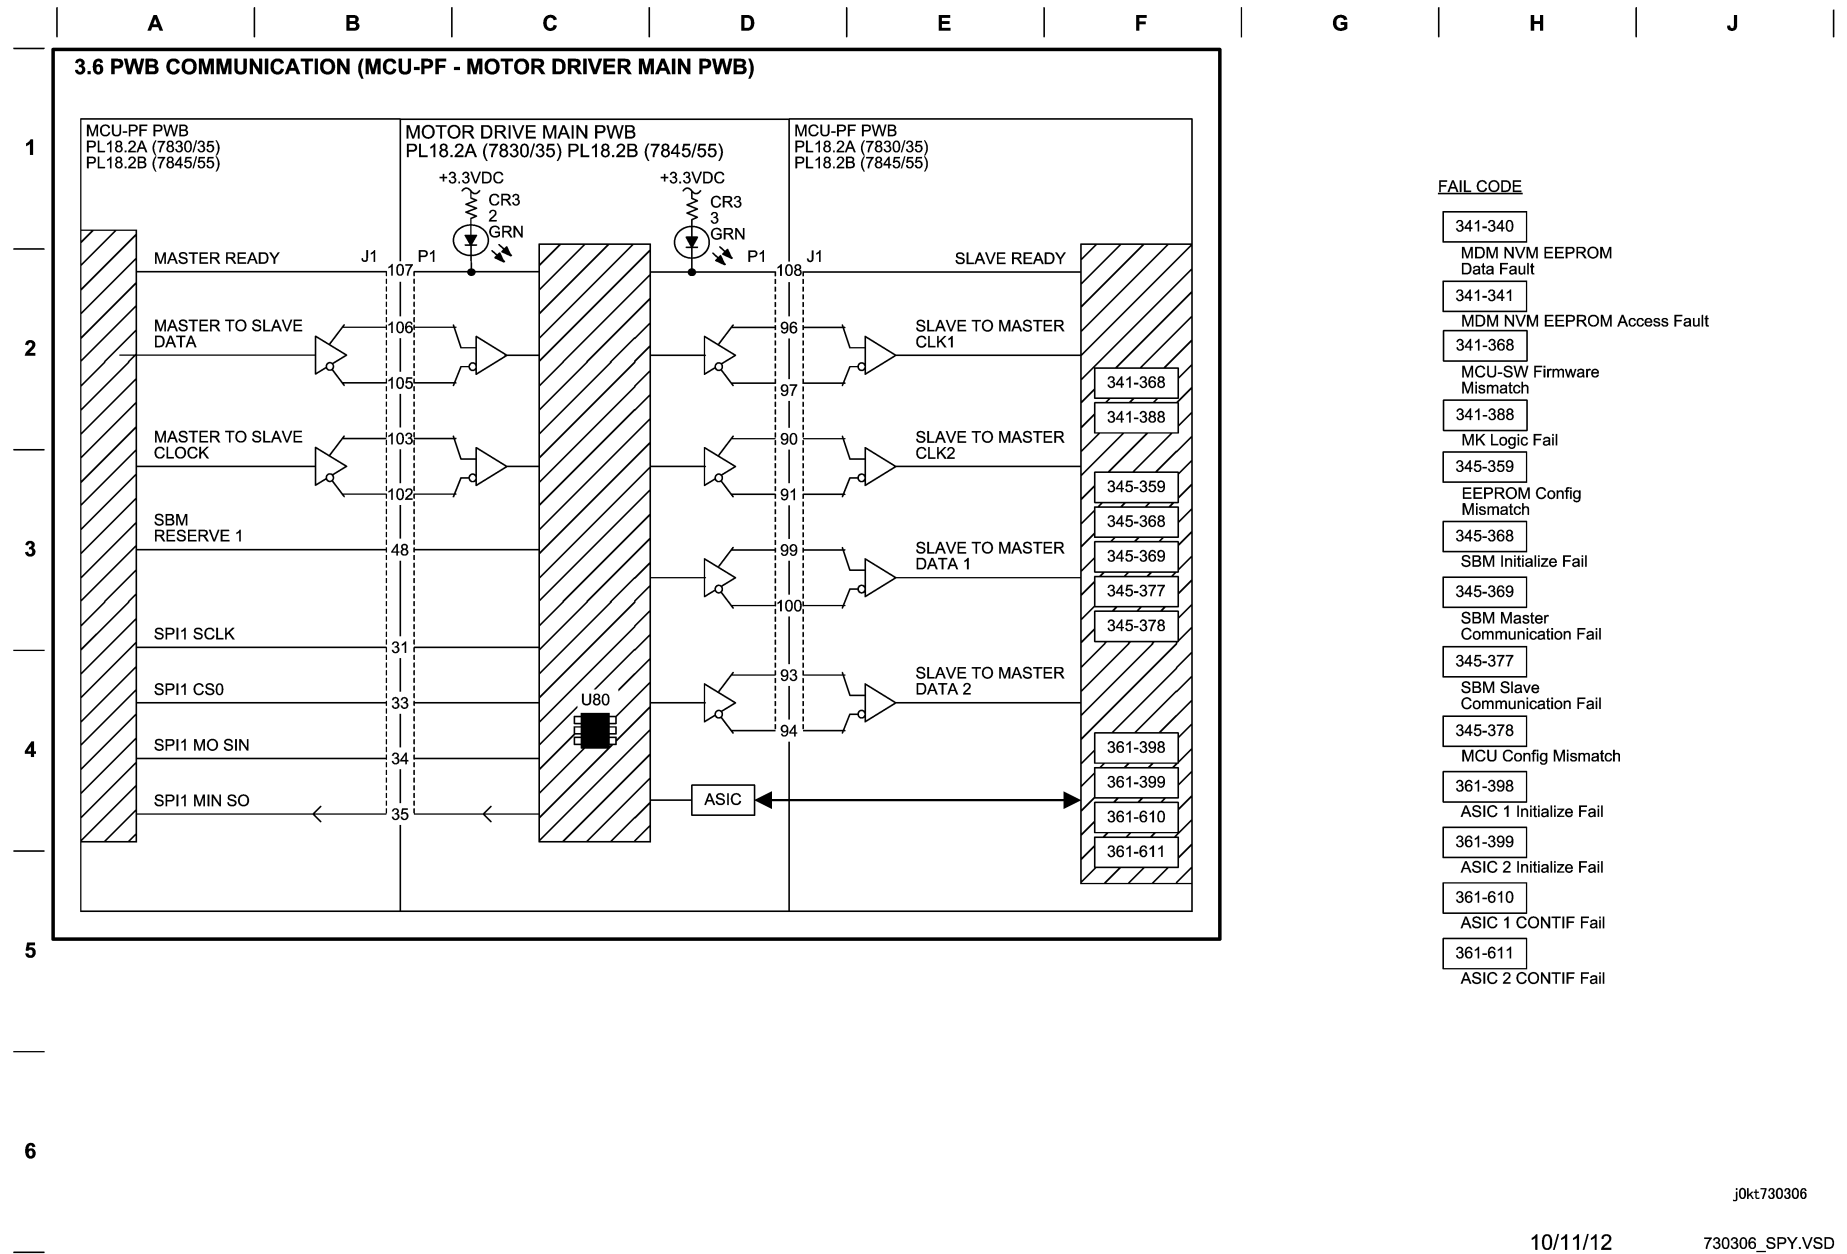 A B C D E F G H J
3.6 PWB COMMUNICATION (MCU-PF - MOTOR DRIVER MAIN PWB)
1
2
3
4
5
6
MCU-PF PWB
PL18.2A (7830/35)
PL18.2B (7845/55)
MOTOR DRIVE MAIN PWB
PL18.2A (7830/35) PL18.2B (7845/55)
MCU-PF PWB
PL18.2A (7830/35)
PL18.2B (7845/55)
+3.3VDC
CR3
2
GRN
+3.3VDC
CR3
3
GRN
MASTER READY
J1
107
P1
MASTER TO SLAVE
DATA
106
105
MASTER TO SLAVE
CLOCK
103
102
SBM
RESERVE 1
48
SPI1 SCLK
31
SPI1 CS0
33
SPI1 MO SIN
34
SPI1 MIN SO
35
U80
P1
108
J1
SLAVE READY
96
97
SLAVE TO MASTER
CLK1
90
91
SLAVE TO MASTER
CLK2
99
100
SLAVE TO MASTER
DATA 1
93
94
SLAVE TO MASTER
DATA 2
ASIC
341-368
341-388
345-359
345-368
345-369
345-377
345-378
361-398
361-399
361-610
361-611
FAIL CODE
341-340
MDM NVM EEPROM
Data Fault
341-341
MDM NVM EEPROM Access Fault
341-368
MCU-SW Firmware
Mismatch
341-388
MK Logic Fail
345-359
EEPROM Config
Mismatch
345-368
SBM Initialize Fail
345-369
SBM Master
Communication Fail
345-377
SBM Slave
Communication Fail
345-378
MCU Config Mismatch
361-398
ASIC 1 Initialize Fail
361-399
ASIC 2 Initialize Fail
361-610
ASIC 1 CONTIF Fail
361-611
ASIC 2 CONTIF Fail
j0kt730306
10/11/12
730306_SPY.VSD